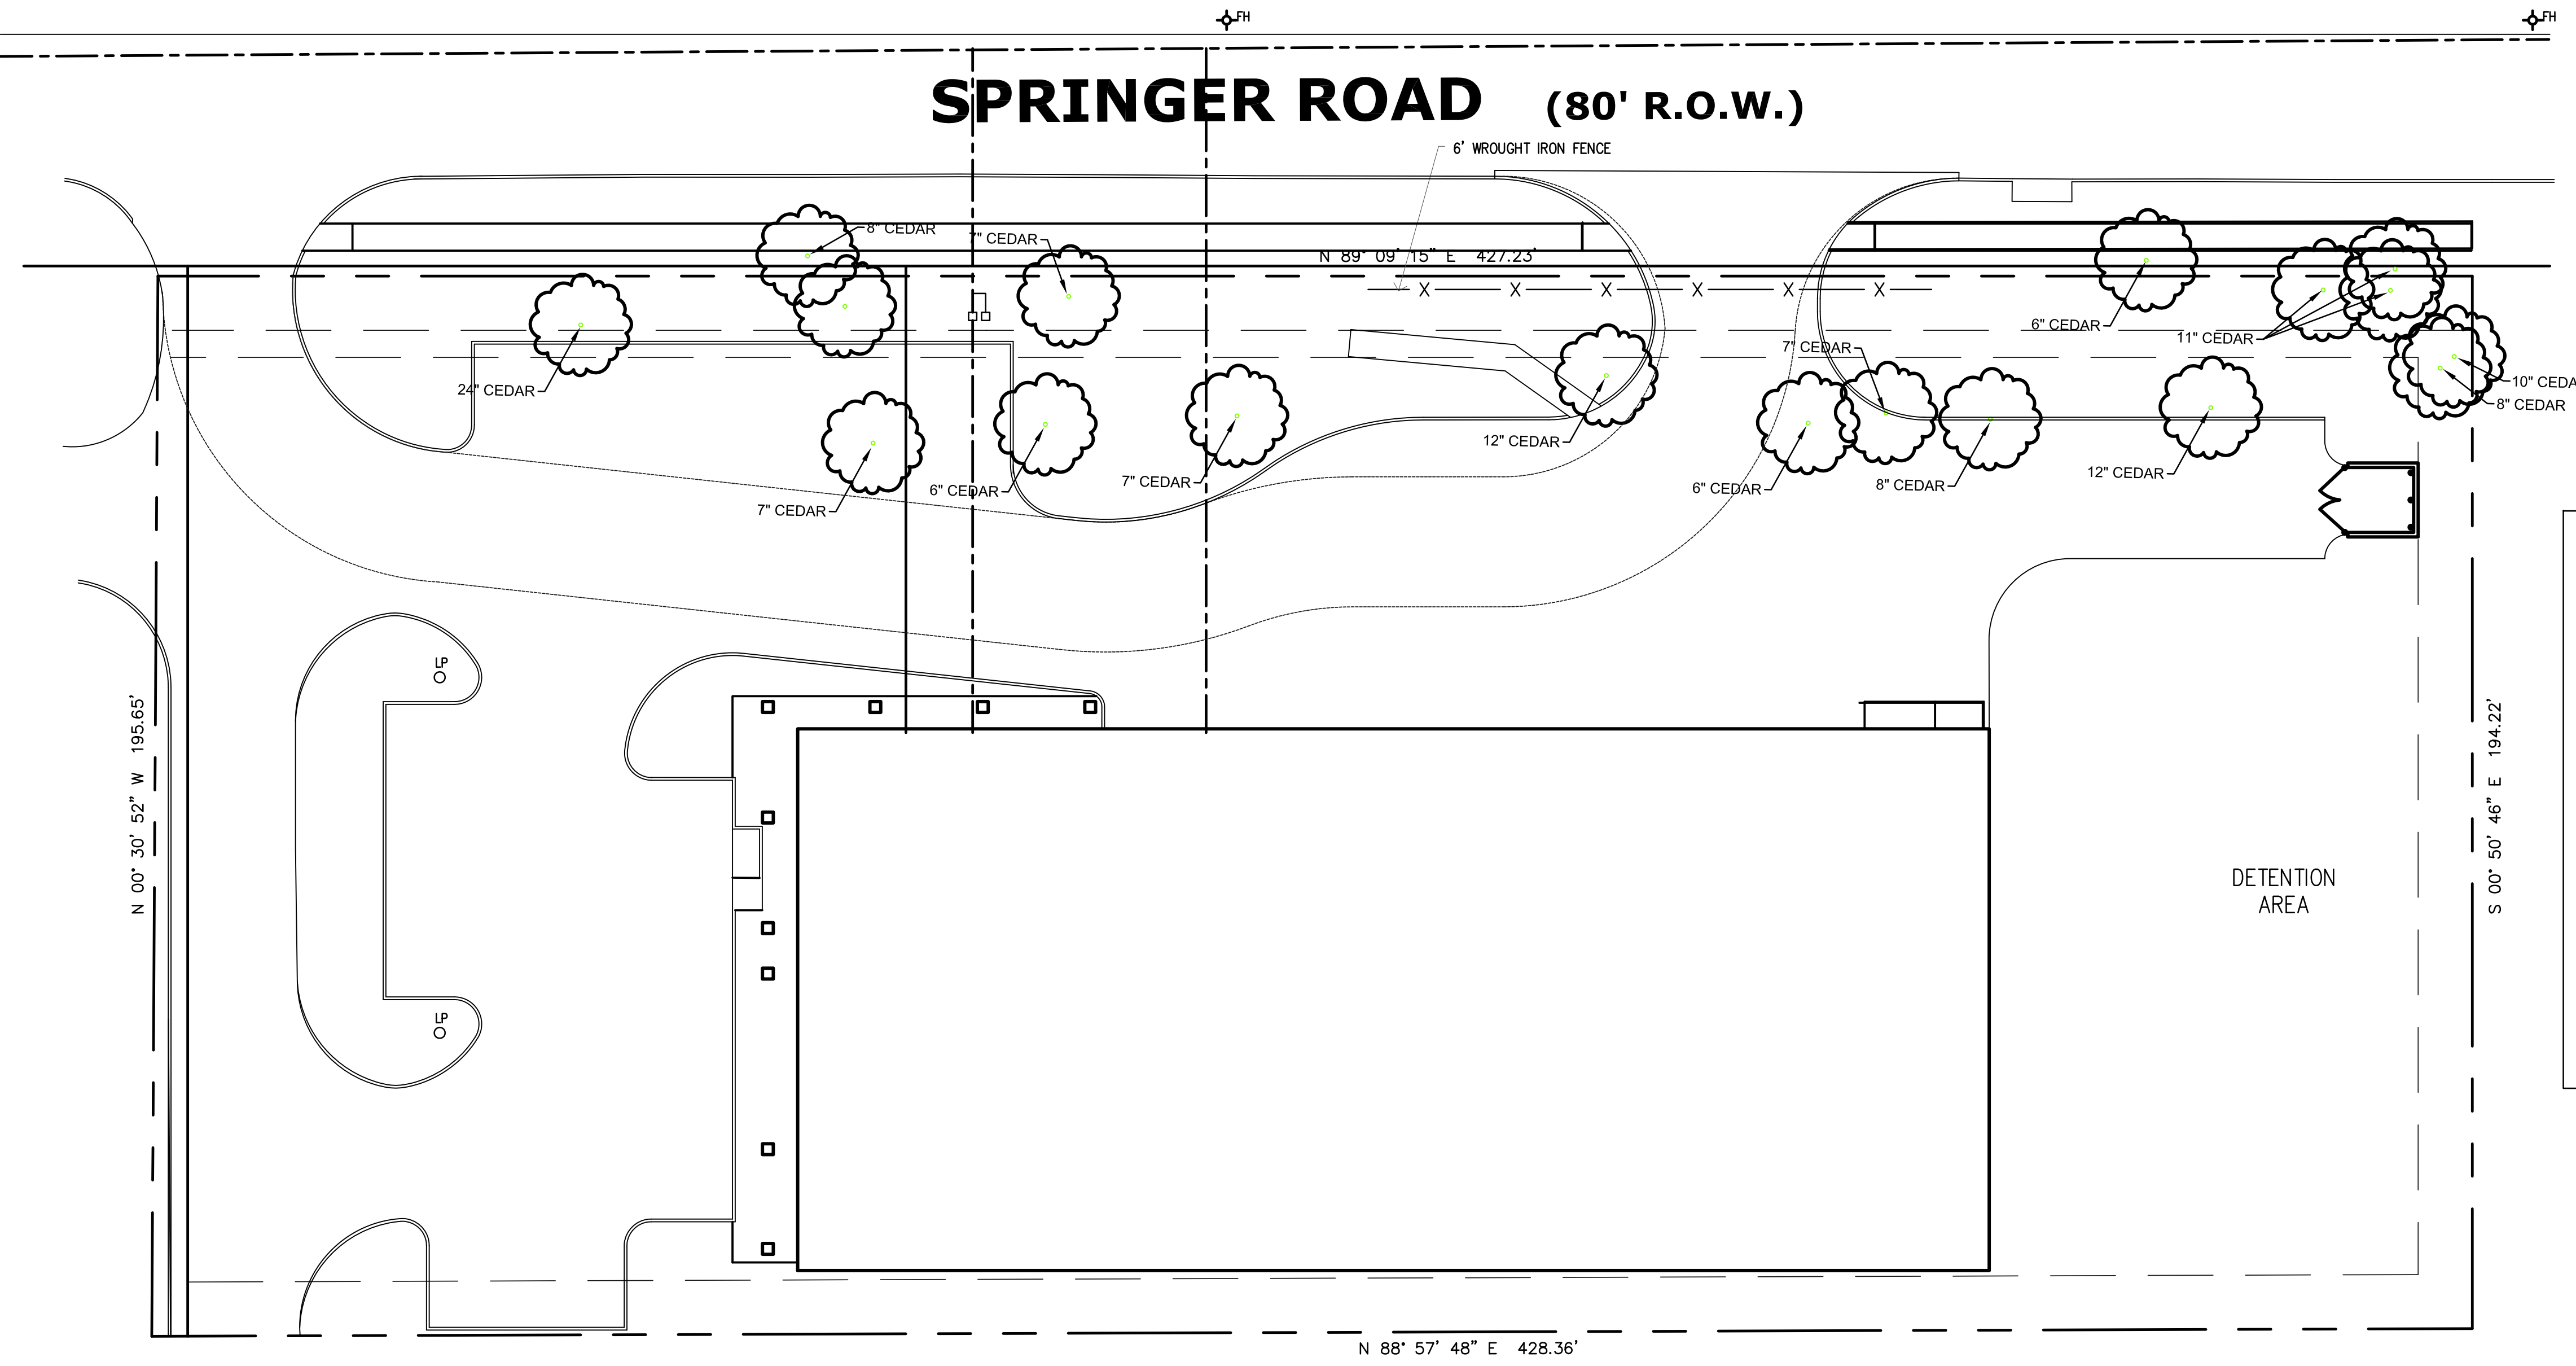 FH
FH
SPRINGER ROAD (80' R.O.W.)
6' WROUGHT IRON FENCE
8" CEDAR
7" CEDAR
N 89° 09' 15" E 427.23'
24" CEDAR
7" CEDAR
6" CEDAR
7" CEDAR
12" CEDAR
6" CEDAR
7" CEDAR
8" CEDAR
6" CEDAR
12" CEDAR
11" CEDAR
10" CEDA
8" CEDAR
X X X X X X
LP
LP
N 00° 30' 52" W 195.65'
S 00° 50' 46" E 194.22'
DETENTION
AREA
N 88° 57' 48" E 428.36'